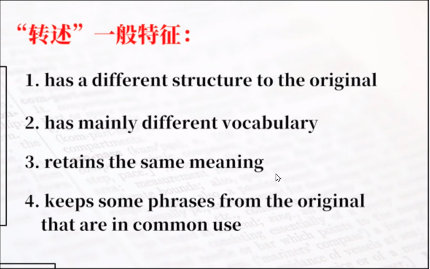 “转述”一般特征：
1. has a different structure to the original
2. has mainly different vocabulary
3. retains the same meaning
4. keeps some phrases from the original
that are in common use